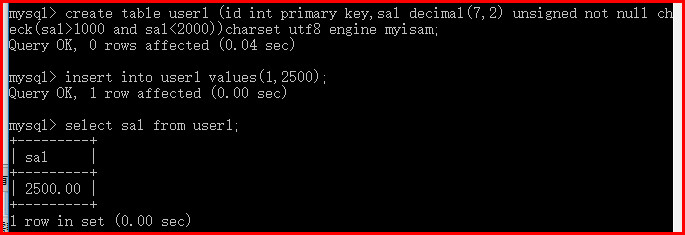 mysql> create table user1 (id int primary key,sal decimal(7,2) unsigned not null ch
eck(sal>1000 and sal<2000))charset utf8 engine myisam;
Query OK, 0 rows affected (0.04 sec)
mysql> insert into user1 values(1,2500);
Query OK, 1 row affected (0.00 sec)
mysql> select sal from user1;
+---------+
| sal     |
+---------+
| 2500.00 |
+---------+
1 row in set (0.00 sec)